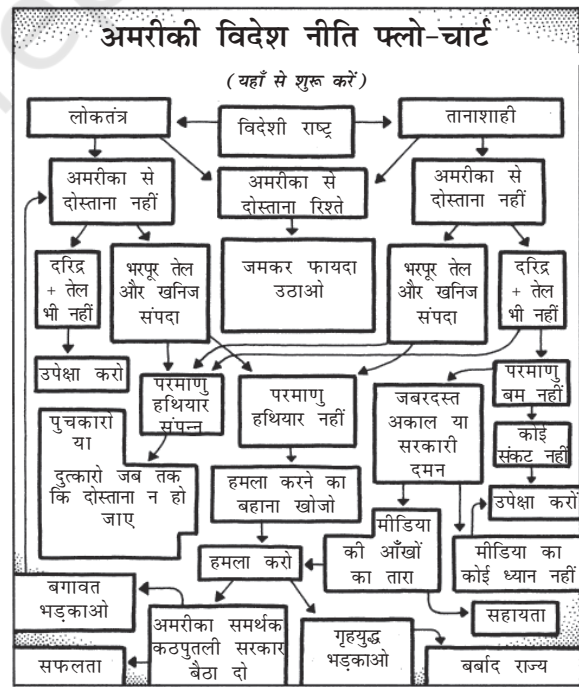 अमरीकी विदेश नीति फ्लो-चार्ट
(यहाँ से शुरू करें)
लोकतंत्र
विदेशी राष्ट्र
तानाशाही
अमरीका से
दोस्ताना नहीं
अमरीका से
दोस्ताना रिश्ते
अमरीका से
दोस्ताना नहीं
दरिद्र
+ तेल
भी नहीं
भरपूर तेल
और खनिज
संपदा
जमकर फायदा
उठाओ
भरपूर तेल
और खनिज
संपदा
दरिद्र
+ तेल
भी नहीं
उपेक्षा करो
परमाणु
हथियार
संपन्न
परमाणु
हथियार नहीं
जबरदस्त
अकाल या
सरकारी
दमन
परमाणु
बम नहीं
कोई
संकट नहीं
पुचकारो
या
दुत्कारो जब तक
कि दोस्ताना न हो
जाए
हमला करने का
बहाना खोजो
उपेक्षा करों
हमला करो
मीडिया
की आँखों
का तारा
मीडिया का
कोई ध्यान नहीं
बगावत
भड़काओ
अमरीका समर्थक
कठपुतली सरकार
बैठा दो
गृहयुद्ध
भड़काओ
सहायता
सफलता
बर्बाद राज्य